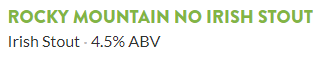 ROCKY MOUNTAIN NO IRISH STOUT
Irish Stout · 4.5% ABV